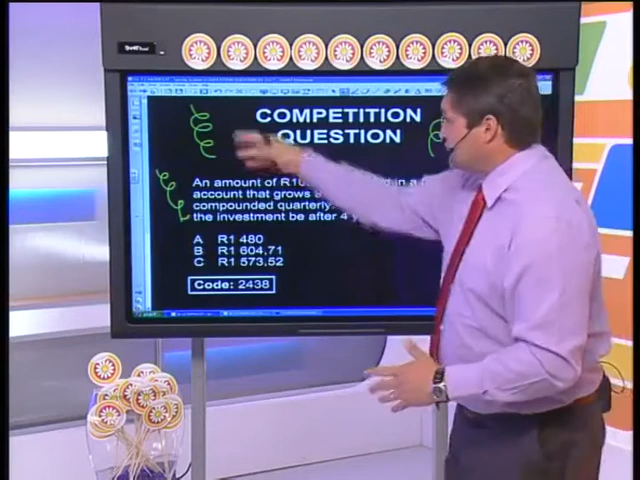 COMPETITION
QUESTION
An amount of in a
account that grows
compounded quarterly.
the investment be after 4
A R1 480
B R1 604,71
C R1 573,52
Code: 2438